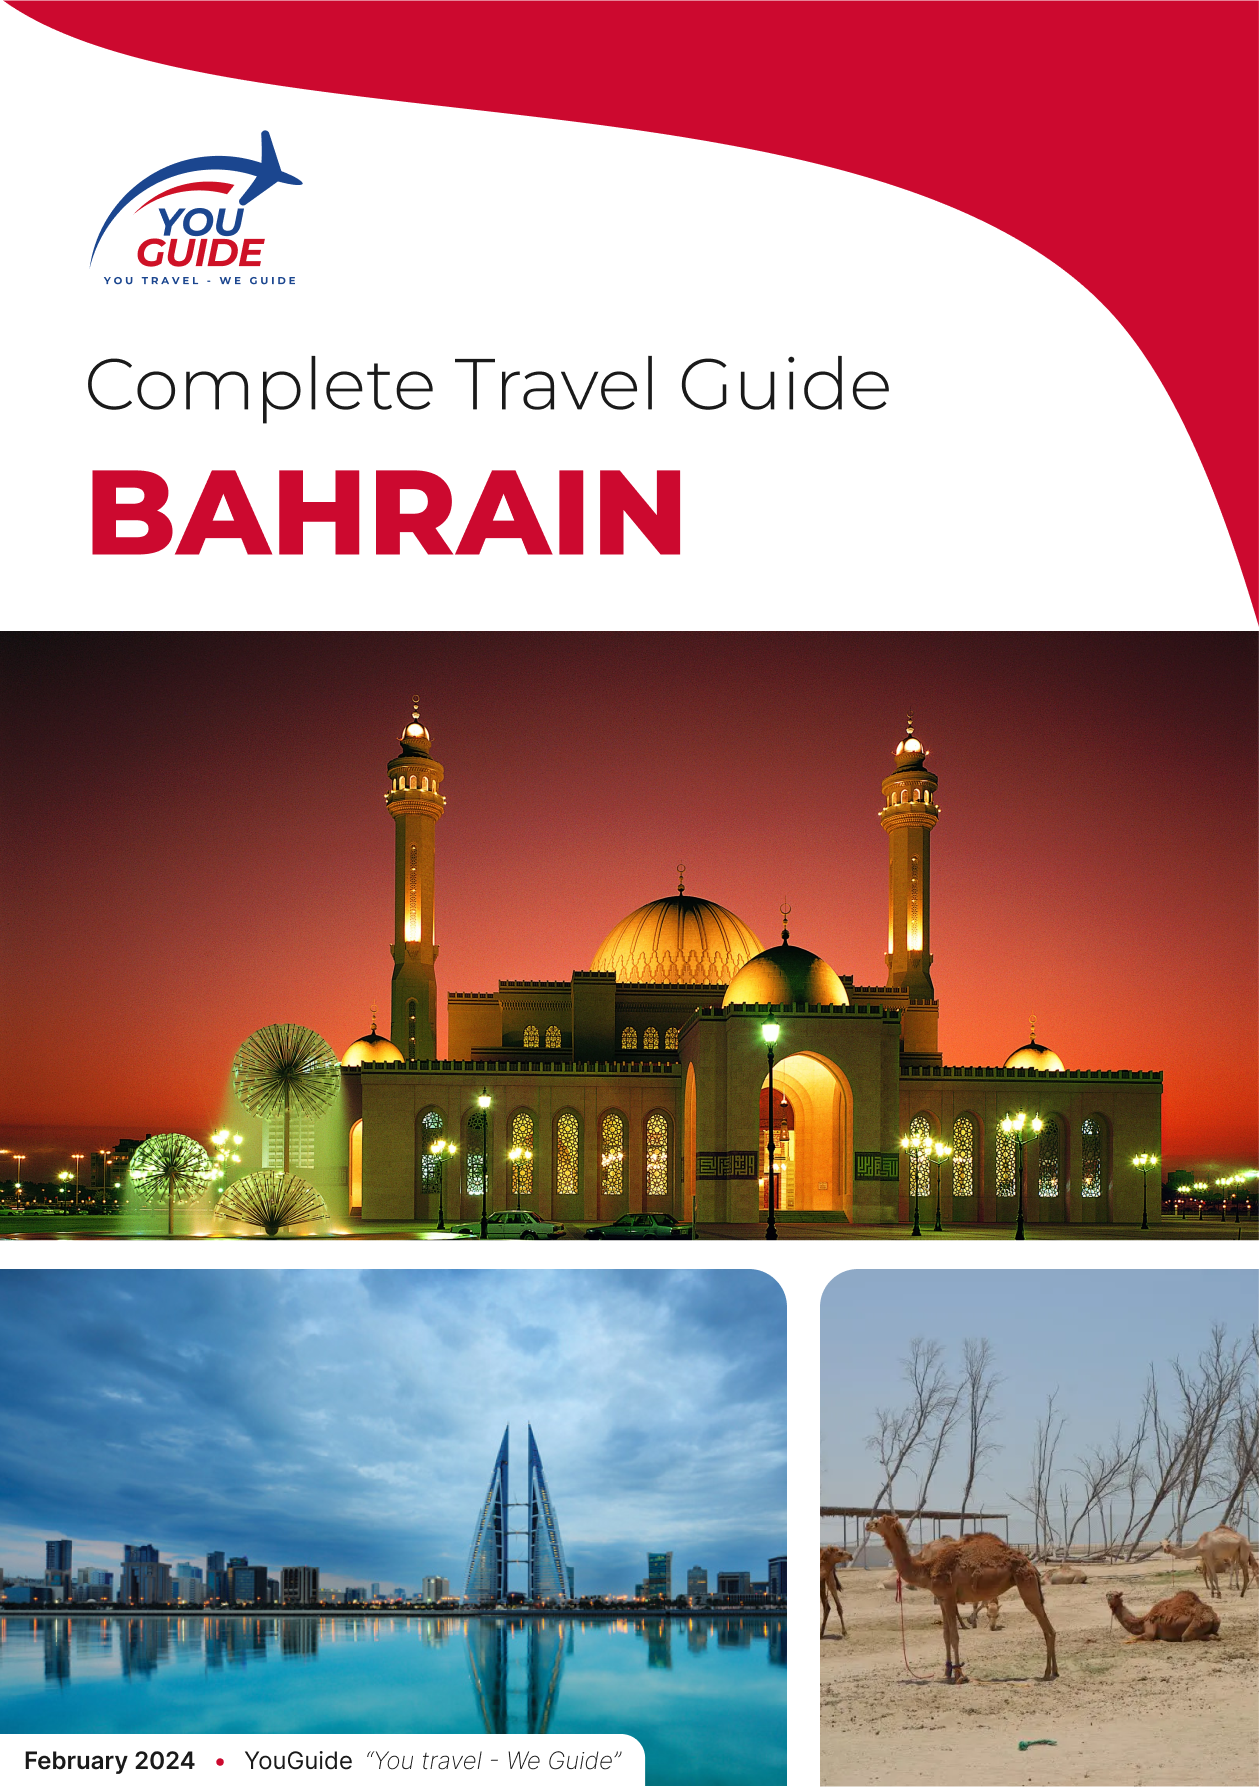 YOU
GUIDE
YOU TRAVEL - WE GUIDE
Complete Travel Guide
BAHRAIN
February 2024 • YouGuide “You travel - We Guide”